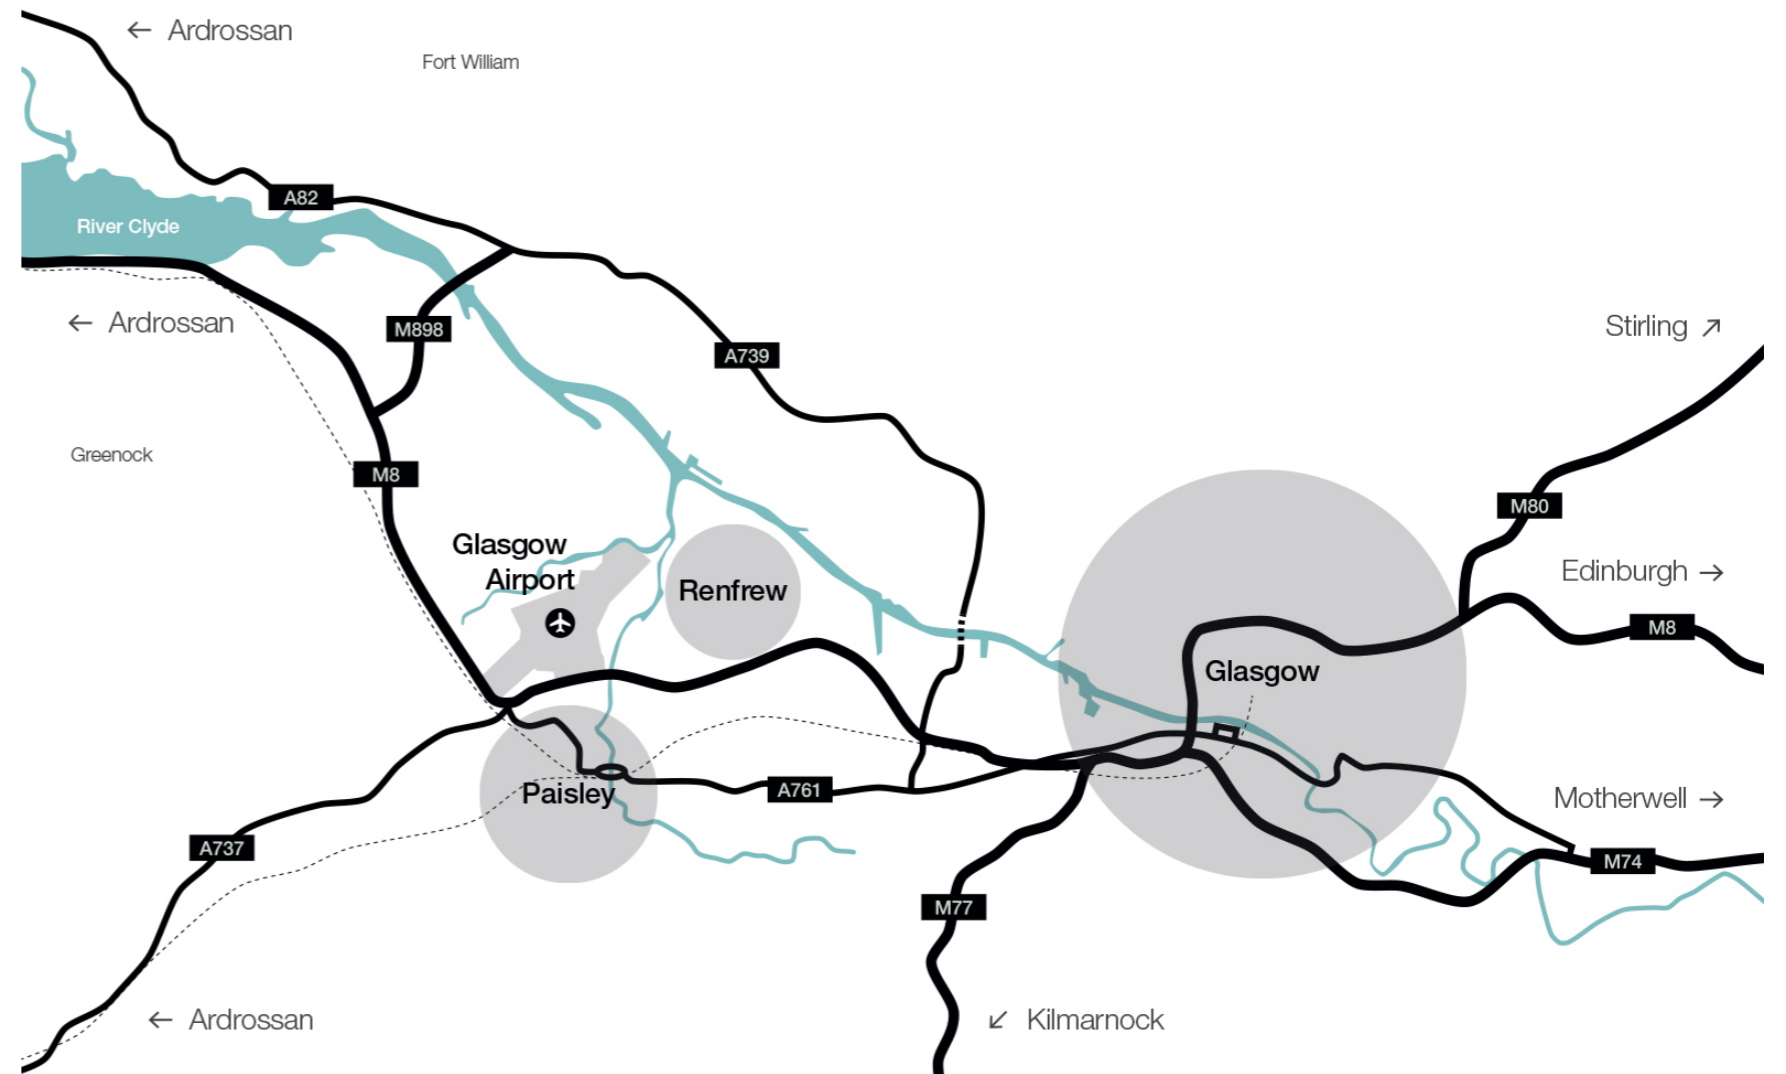 ← Ardrossan
Fort William
A82
River Clyde
← Ardrossan
M898
Stirling ↗
A739
Greenock
M8
M80
Glasgow
Airport
Edinburgh →
Renfrew
M8
Glasgow
Paisley
A761
Motherwell →
A737
M74
M77
← Ardrossan
↙ Kilmarnock